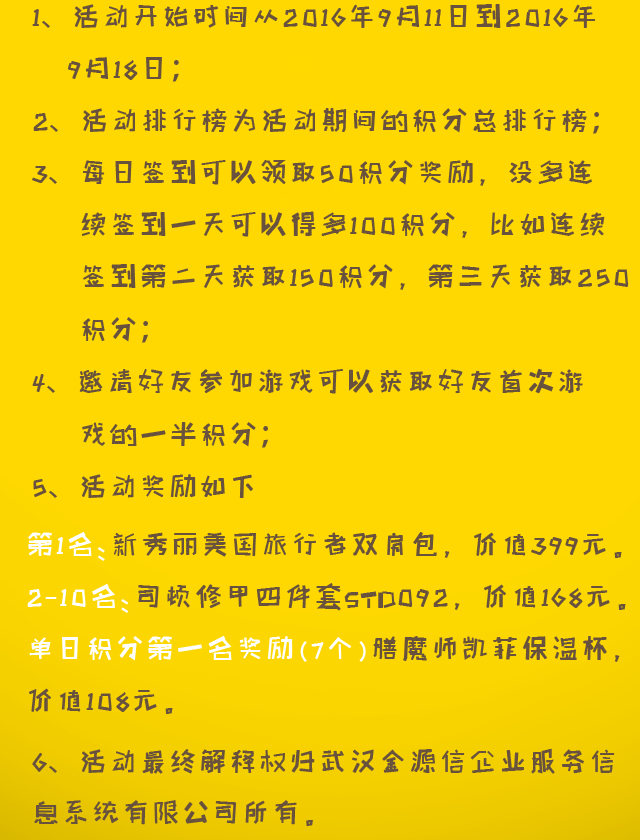 1、活动开始时间从2016年9月11日到2016年
9月18日；
2、活动排行榜为活动期间的积分总排行榜；
3、每日签到可以领取50积分奖励，没多连
续签到一天可以得多100积分，比如连续
签到第二天获取150积分，第三天获取250
积分；
4、邀请好友参加游戏可以获取好友首次游
戏的一半积分；
5、活动奖励如下
第1名、新秀丽美国旅行者双肩包，价值399元。
2-10名、司顿修甲四件套STD092，价值168元。
单日积分第一名奖励(7个)膳魔师凯菲保温杯，
价值108元。
6、活动最终解释权归武汉金源信企业服务信
息系统有限公司所有。